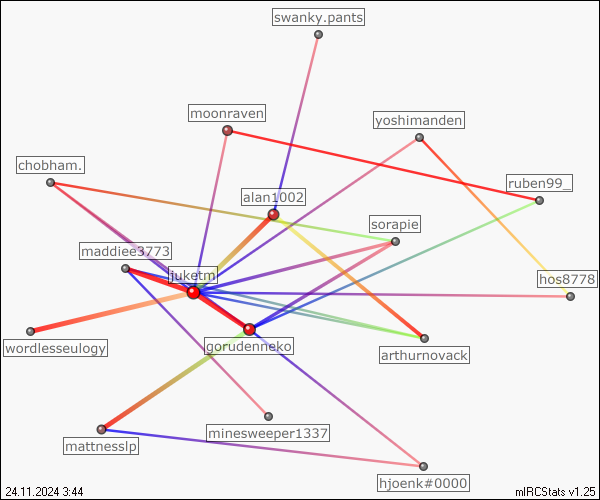 swanky.pants
moonraven
yoshimanden
chobham.
ruben99_
alan1002
sorapie
maddiee3773
juketm
hos8778
gorudenneko
wordlesseulogy
arthurnovack
minesweeper1337
mattnesslp
hjoenk#0000
24.11.2024 3:44
mIRCStats v1.25